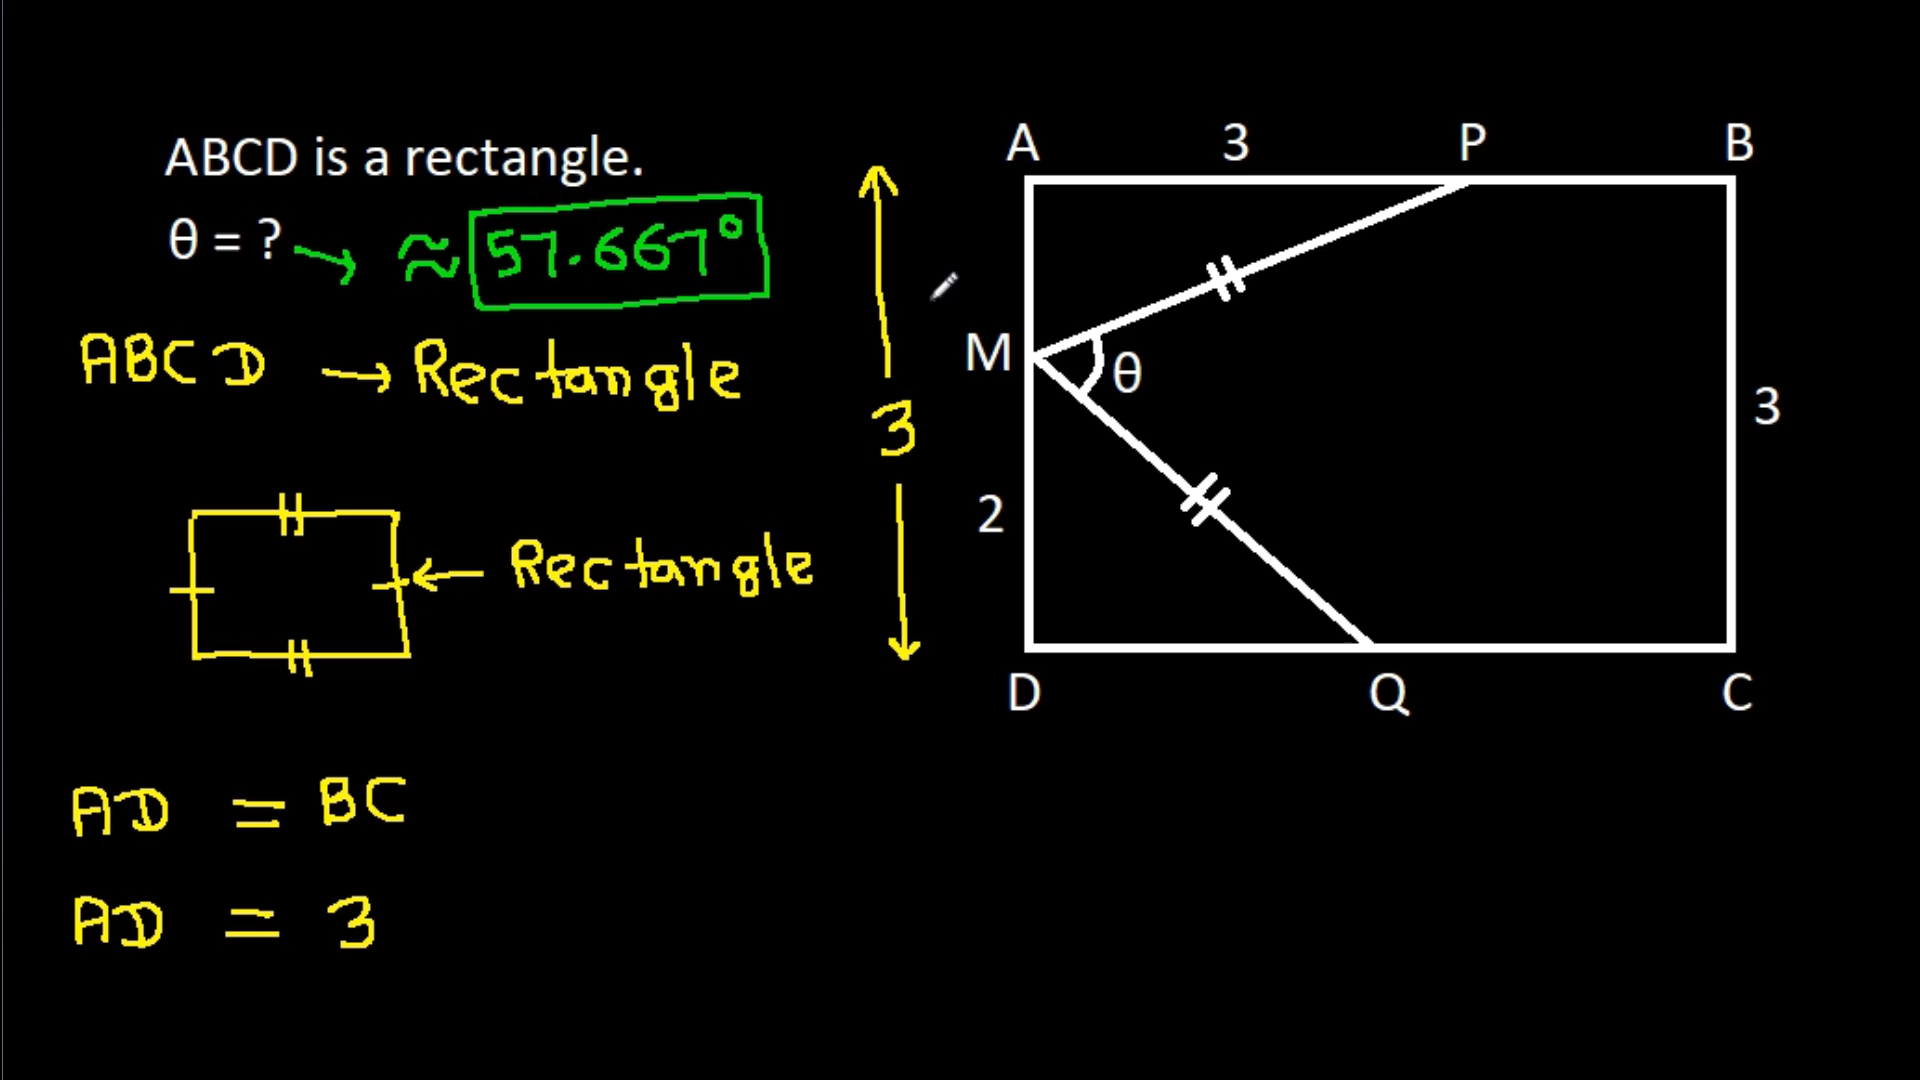 ABCD is a rectangle.
θ = ? → ≈ 57.667°
ABCD → Rectangle
← Rectangle
AD = BC
AD = 3
3
A 3 P B
M θ
3
2
D Q C